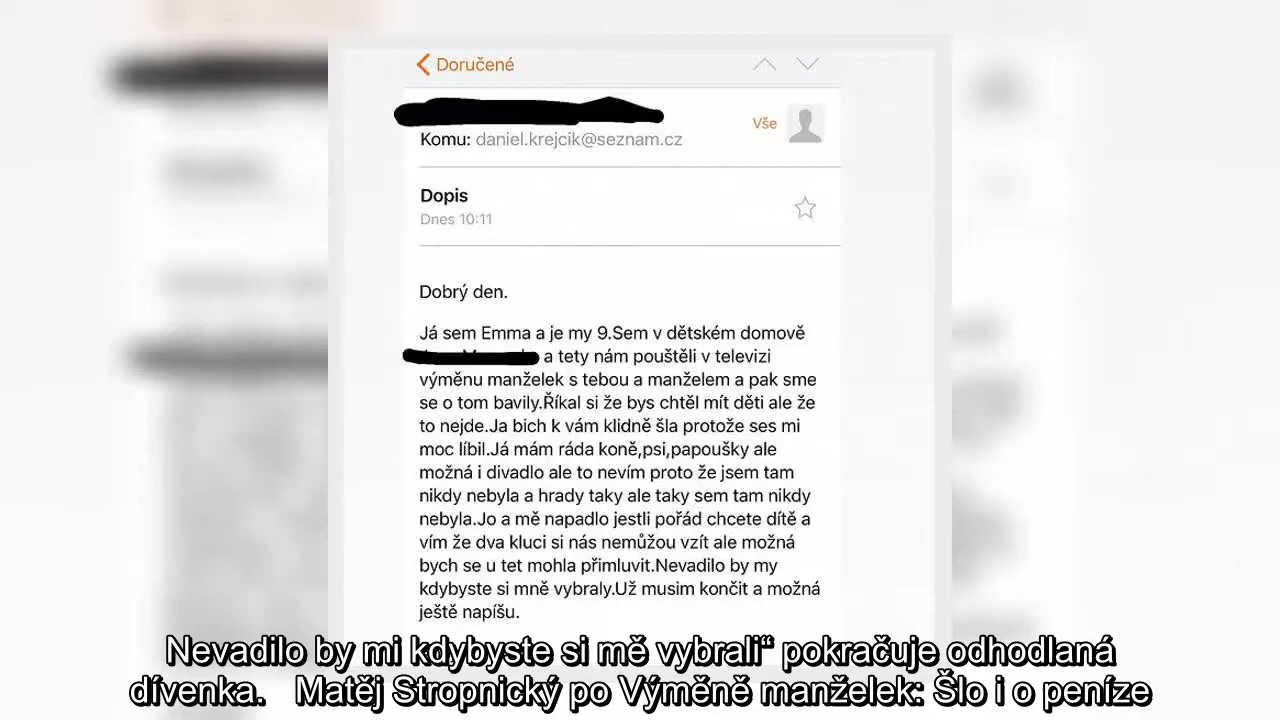 Doručené
Komu: daniel.krejcik@seznam.cz
Vše
Dopis
Dnes 10:11
Dobrý den.
Já sem Emma a je my 9.Sem v dětském domově
a tety nám pouštěli v televizi
výměnu manželek s tebou a manželem a pak sme
se o tom bavily.Říkal si že bys chtěl mít děti ale že
to nejde.Ja bich k vám klidně šla protože ses mi
moc líbil.Já mám ráda koně,psi,papoušky ale
možná i divadlo ale to nevím proto že jsem tam
nikdy nebyla a hrady taky ale taky sem tam nikdy
nebyla.Jo a mě napadlo jestli pořád chcete dítě a
vím že dva kluci si nás nemůžou vzít ale možná
bych se u tet mohla přimluvit.Nevadilo by my
kdybyste si mně vybraly.Už musim končit a možná
ještě napíšu.
Nevadilo by mi kdybyste si mě vybrali“ pokračuje odhodlaná
dívenka. Matěj Stropnický po Výměně manželek: Šlo i o peníze